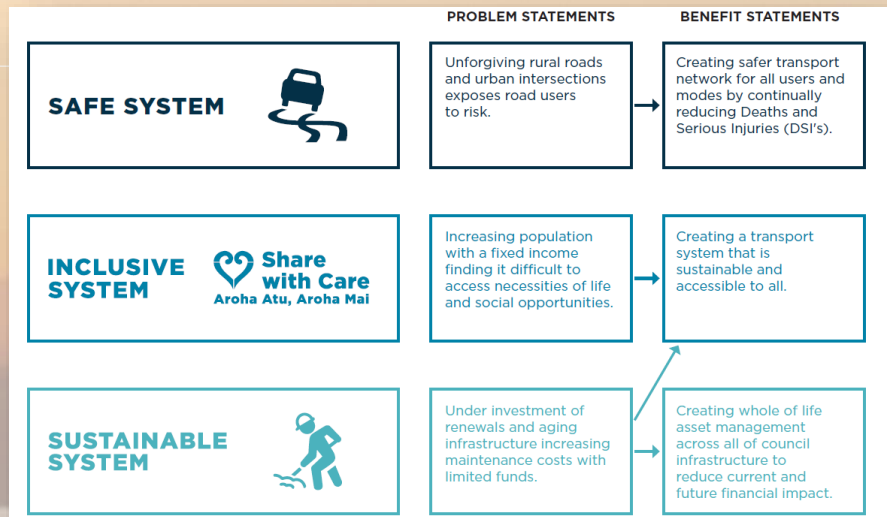 PROBLEM STATEMENTS
BENEFIT STATEMENTS
SAFE SYSTEM
Unforgiving rural roads
and urban intersections
exposes road users
to risk.
Creating safer transport
network for all users and
modes by continually
reducing Deaths and
Serious Injuries (DSI's).
INCLUSIVE
SYSTEM
Share
with Care
Aroha Atu, Aroha Mai
Increasing population
with a fixed income
finding it difficult to
access necessities of life
and social opportunities.
Creating a transport
system that is
sustainable and
accessible to all.
SUSTAINABLE
SYSTEM
Under investment of
renewals and aging
infrastructure increasing
maintenance costs with
limited funds.
Creating whole of life
asset management
across all of council
infrastructure to
reduce current and
future financial impact.